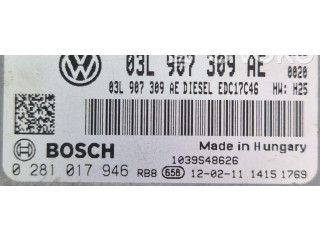 03L 907 309 AE 0020
03L 907 309 AE DIESEL EDC17C46 HW: H25
BOSCH Made in Hungary
1039S48626
0 281 017 946 RB8 658 12-02-11 1415 1769